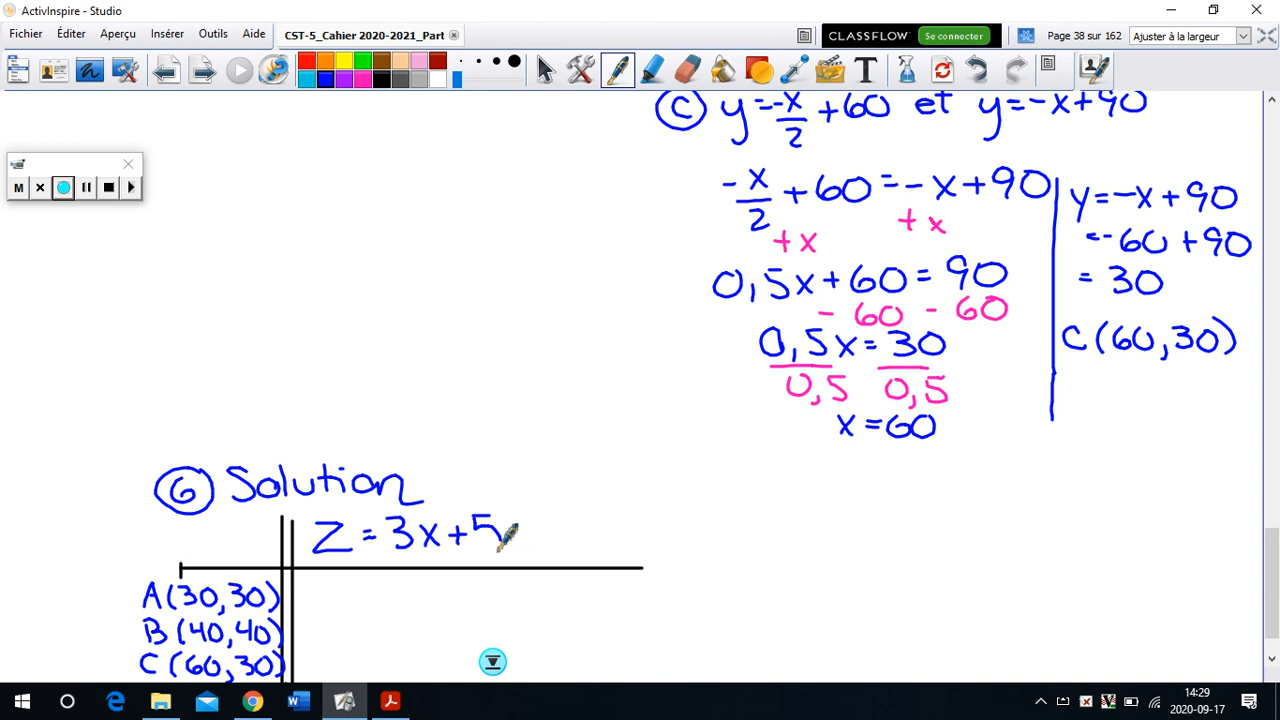 ActivInspire - Studio
Fichier Éditer Aperçu Insérer Outils Aide CST-5_Cahier 2020-2021_Part CLASSFLOW Se connecter Page 38 sur 162 Ajuster à la largeur
M
C y = -x/2 + 60 et y = -x + 90
-x/2 + 60 = -x + 90
+ x + x
0,5x + 60 = 90
- 60 - 60
0,5x = 30
0,5 0,5
x = 60
y = -x + 90
= -60 + 90
= 30
C (60,30)
6 Solution
Z = 3x + 5
A (30,30)
B (40,40)
C (60,30)
14:29
2020-09-17